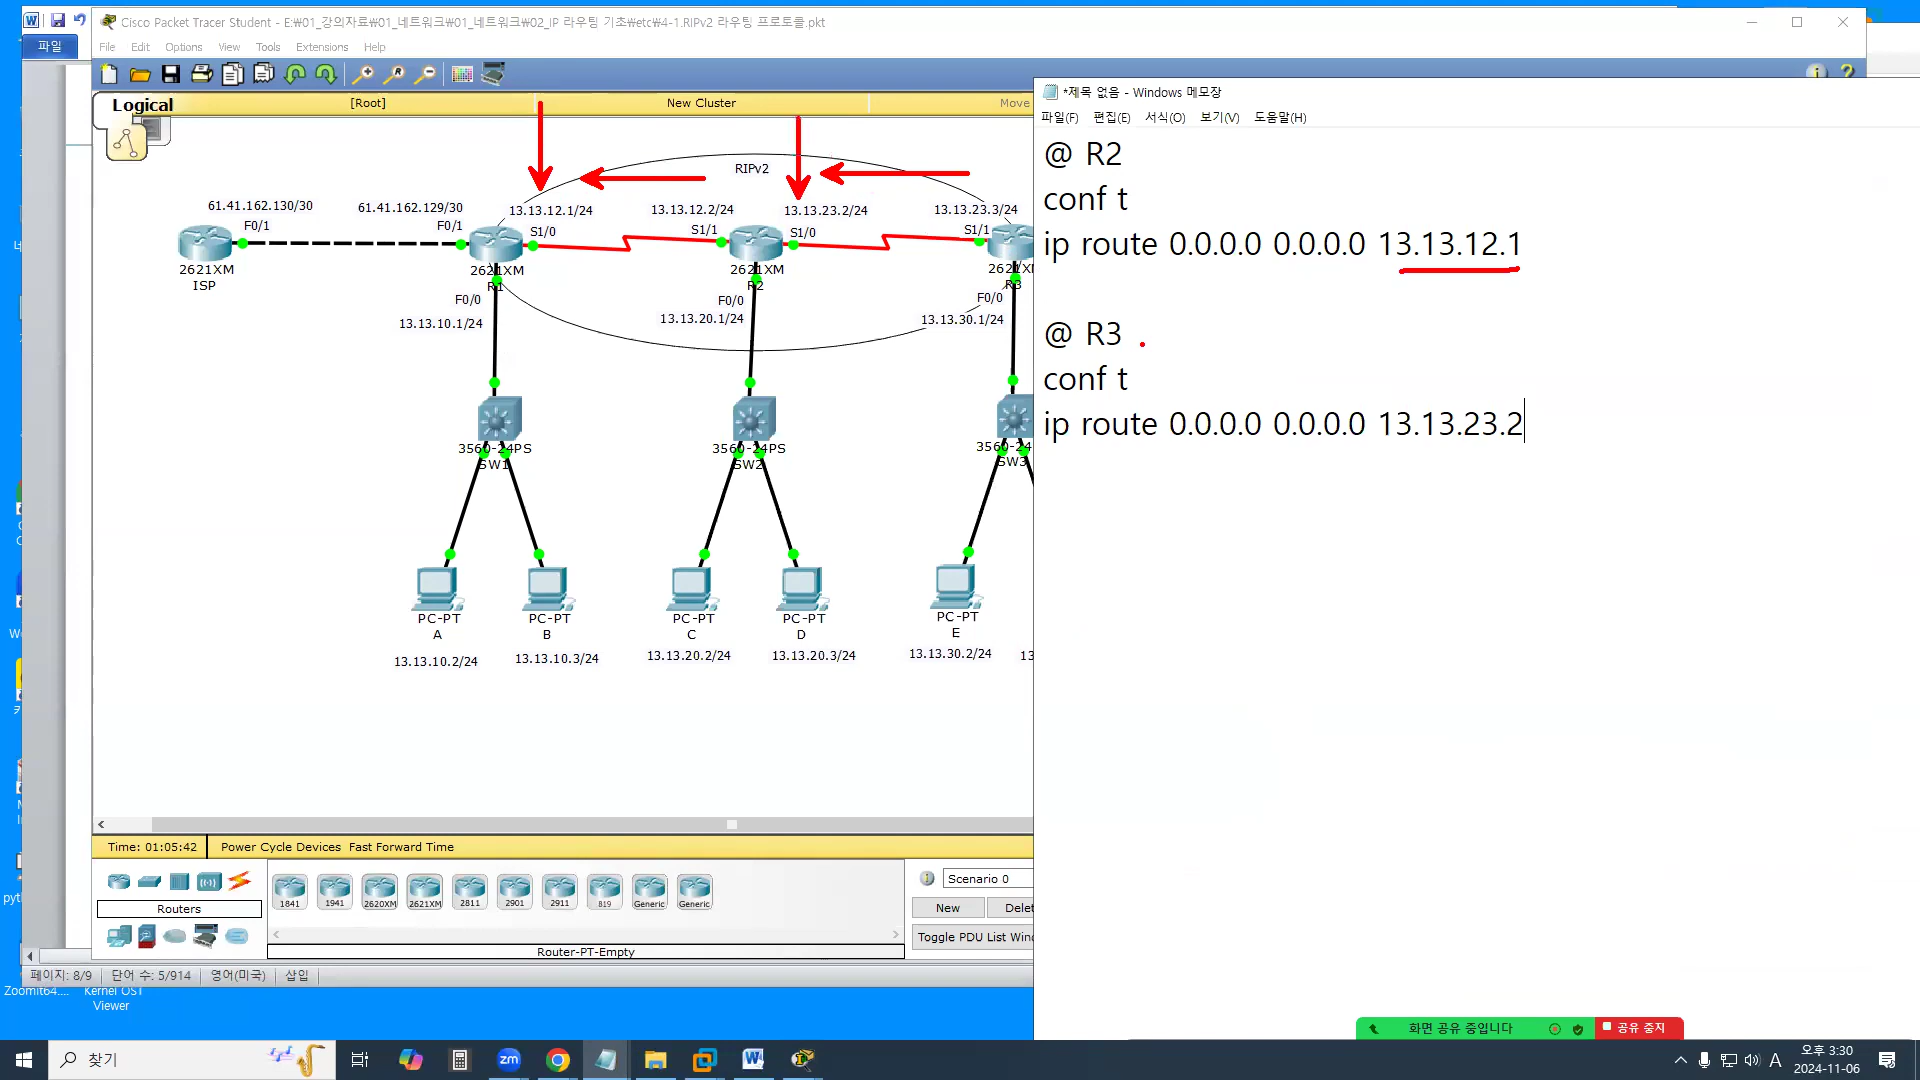 파일
Cisco Packet Tracer Student - E:₩01_강의자료₩01_네트워크₩01_네트워크₩02_IP 라우팅 기초₩etc₩4-1.RIPv2 라우팅 프로토콜.pkt
File Edit Options View Tools Extensions Help
Logical [Root] New Cluster Move
*제목 없음 - Windows 메모장
파일(F) 편집(E) 서식(O) 보기(V) 도움말(H)
@ R2
conf t
ip route 0.0.0.0 0.0.0.0 13.13.12.1
@ R3
conf t
ip route 0.0.0.0 0.0.0.0 13.13.23.2
RIPv2
61.41.162.130/30 61.41.162.129/30 13.13.12.1/24 13.13.12.2/24 13.13.23.2/24 13.13.23.3/24
F0/1 F0/1 S1/0 S1/1 S1/0 S1/1
2621XM 2621XM 2621XM
ISP R1 R2 R3
F0/0 F0/0 F0/0
13.13.10.1/24 13.13.20.1/24 13.13.30.1/24
3560-24PS 3560-24PS 3560-24
SW1 SW2 SW3
PC-PT PC-PT PC-PT PC-PT PC-PT
A B C D E
13.13.10.2/24 13.13.10.3/24 13.13.20.2/24 13.13.20.3/24 13.13.30.2/24 13
Time: 01:05:42 Power Cycle Devices Fast Forward Time
1841 1941 2620XM 2621XM 2811 2901 2911 819 Generic Generic
Scenario 0
Routers
New Delet
Toggle PDU List Win
Router-PT-Empty
페이지: 8/9 단어 수: 5/914 영어(미국) 삽입
Zoomit64.... Kernel OST
Viewer
화면 공유 중입니다 공유 중지
찾기
zm
A
오후 3:30
2024-11-06